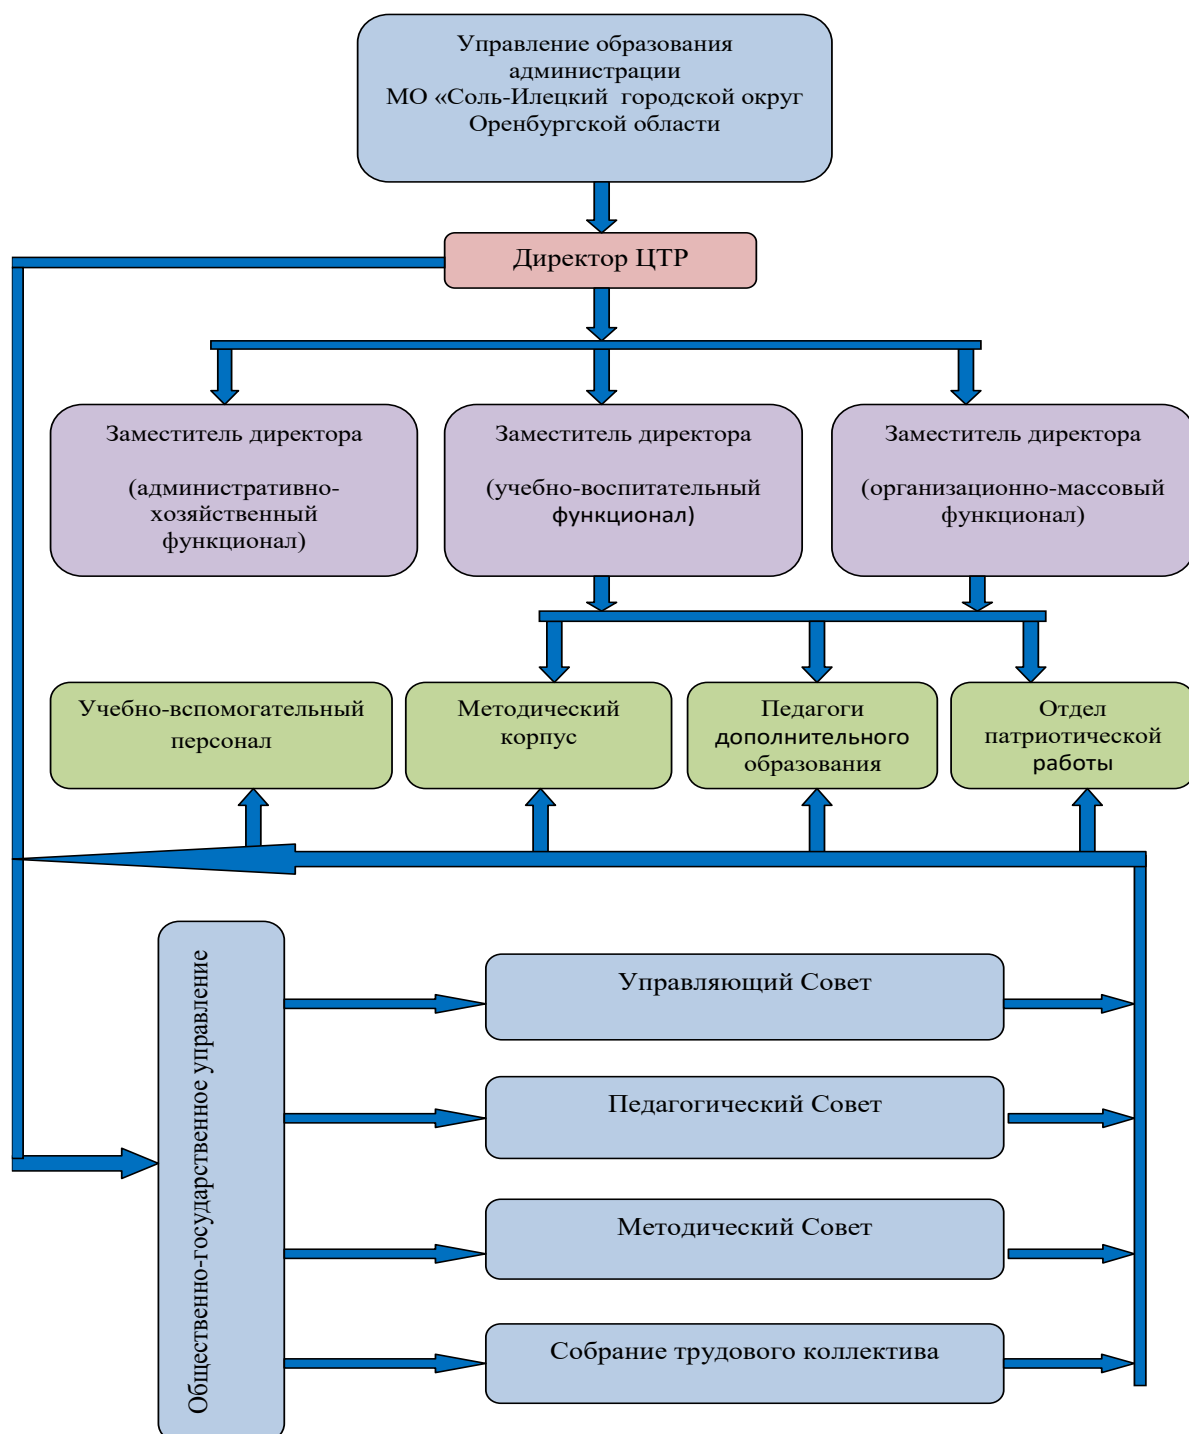 Управление образования
администрации
МО «Соль-Илецкий городской округ
Оренбургской области
Директор ЦТР
Заместитель директора
(административно-
хозяйственный
функционал)
Заместитель директора
(учебно-воспитательный
функционал)
Заместитель директора
(организационно-массовый
функционал)
Учебно-вспомогательный
персонал
Методический
корпус
Педагоги
дополнительного
образования
Отдел
патриотической
работы
Общественно-государственное управление
Управляющий Совет
Педагогический Совет
Методический Совет
Собрание трудового коллектива